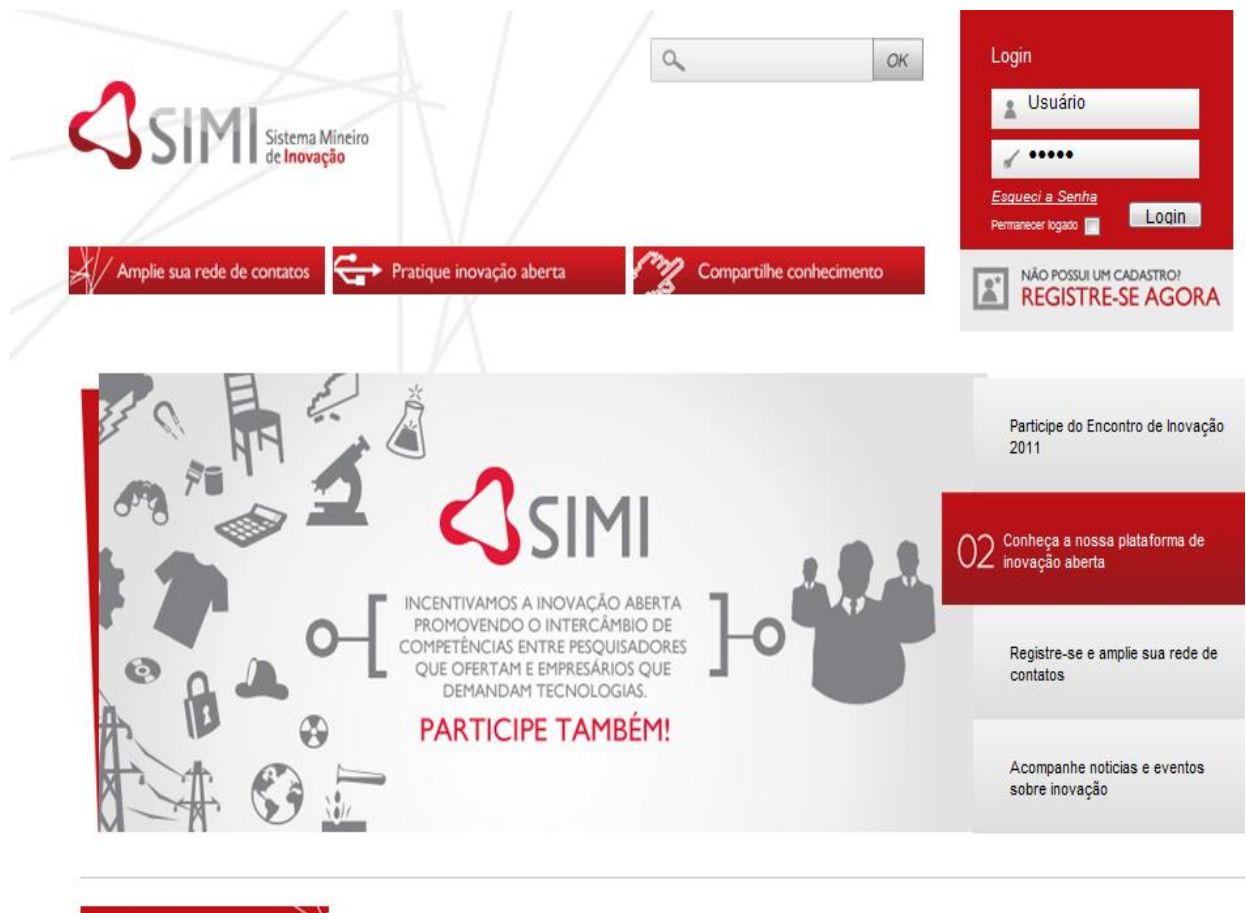 OK
SIMI
Sistema Mineiro
de Inovação
Login
Usuário
•••••
Esqueci a Senha
Permanecer logado
Login
NÃO POSSUI UM CADASTRO?
REGISTRE-SE AGORA
Amplie sua rede de contatos
Pratique inovação aberta
Compartilhe conhecimento
SIMI
INCENTIVAMOS A INOVAÇÃO ABERTA
PROMOVENDO O INTERCÂMBIO DE
COMPETÊNCIAS ENTRE PESQUISADORES
QUE OFERTAM E EMPRESÁRIOS QUE
DEMANDAM TECNOLOGIAS.
PARTICIPE TAMBÉM!
Participe do Encontro de Inovação
2011
02
Conheça a nossa plataforma de
inovação aberta
Registre-se e amplie sua rede de
contatos
Acompanhe noticias e eventos
sobre inovação